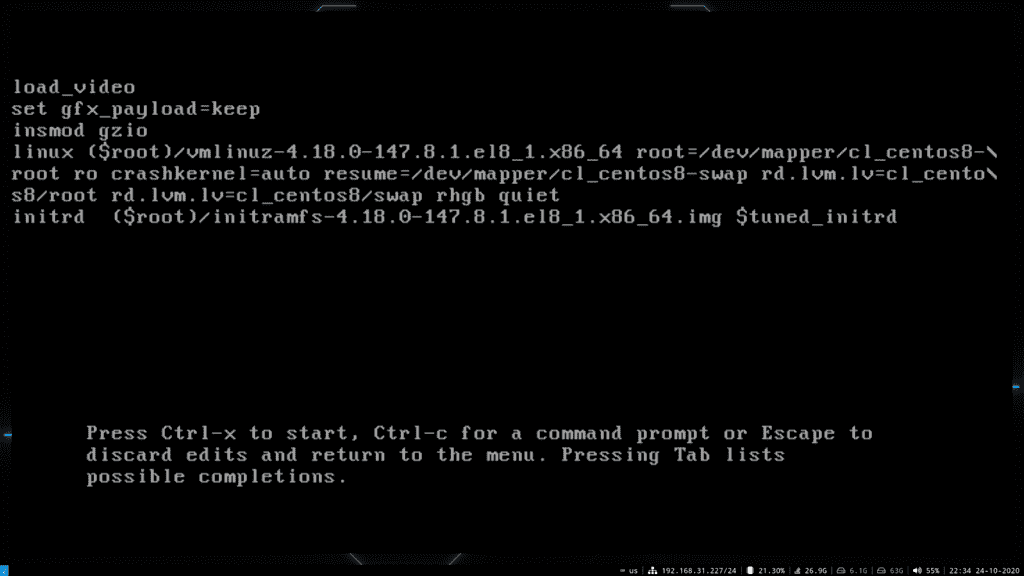 load_video
set gfx_payload=keep
insmod gzio
linux ($root)/vmlinuz-4.18.0-147.8.1.el8_1.x86_64 root=/dev/mapper/cl_centos8-\
root ro crashkernel=auto resume=/dev/mapper/cl_centos8-swap rd.lvm.lv=cl_cento\
s8/root rd.lvm.lv=cl_centos8/swap rhgb quiet
initrd  ($root)/initramfs-4.18.0-147.8.1.el8_1.x86_64.img $tuned_initrd
Press Ctrl-x to start, Ctrl-c for a command prompt or Escape to
discard edits and return to the menu. Pressing Tab lists
possible completions.
us | 192.168.31.227/24 | 21.30% | 26.9G | 6.1G | 63G | 55% | 22:34 24-10-2020